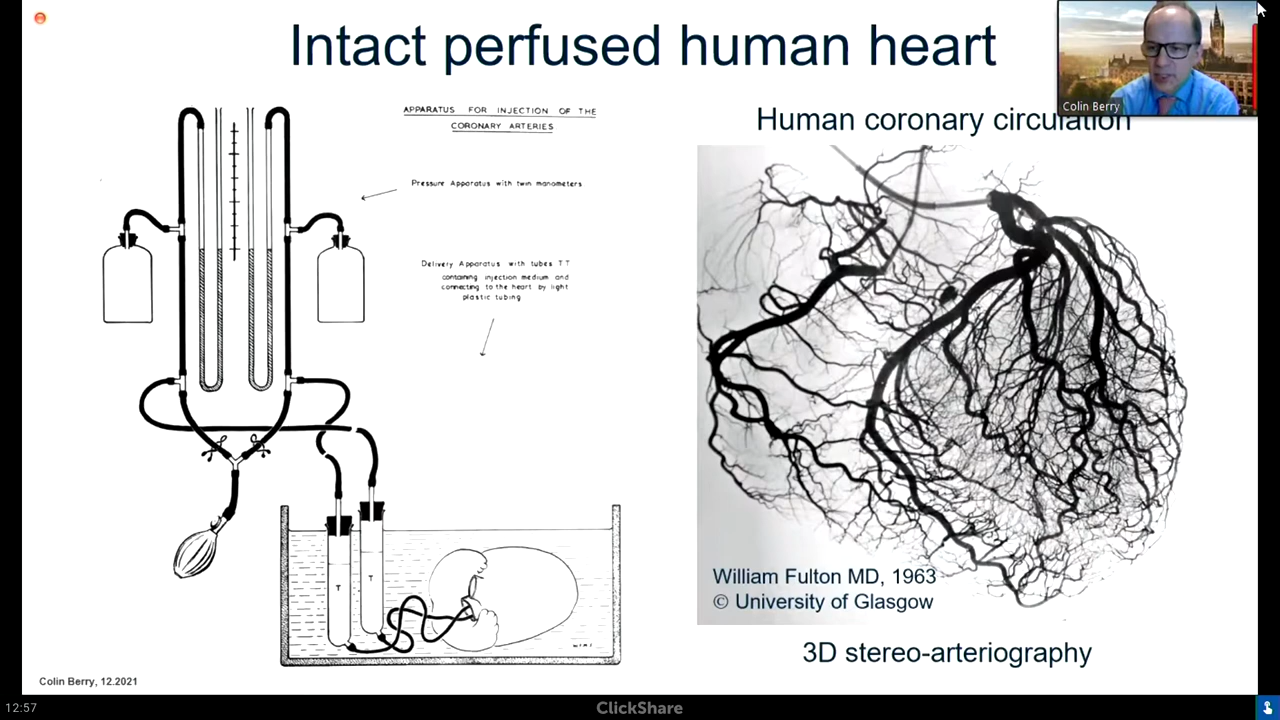 Intact perfused human heart
Colin Berry
APPARATUS FOR INJECTION OF THE
CORONARY ARTERIES
Pressure Apparatus with twin manometers
Delivery Apparatus with tubes TT
containing injection medium and
connecting to the heart by light
plastic tubing
T
T
Human coronary circulation
William Fulton MD, 1963
© University of Glasgow
3D stereo-arteriography
Colin Berry, 12.2021
12:57
ClickShare